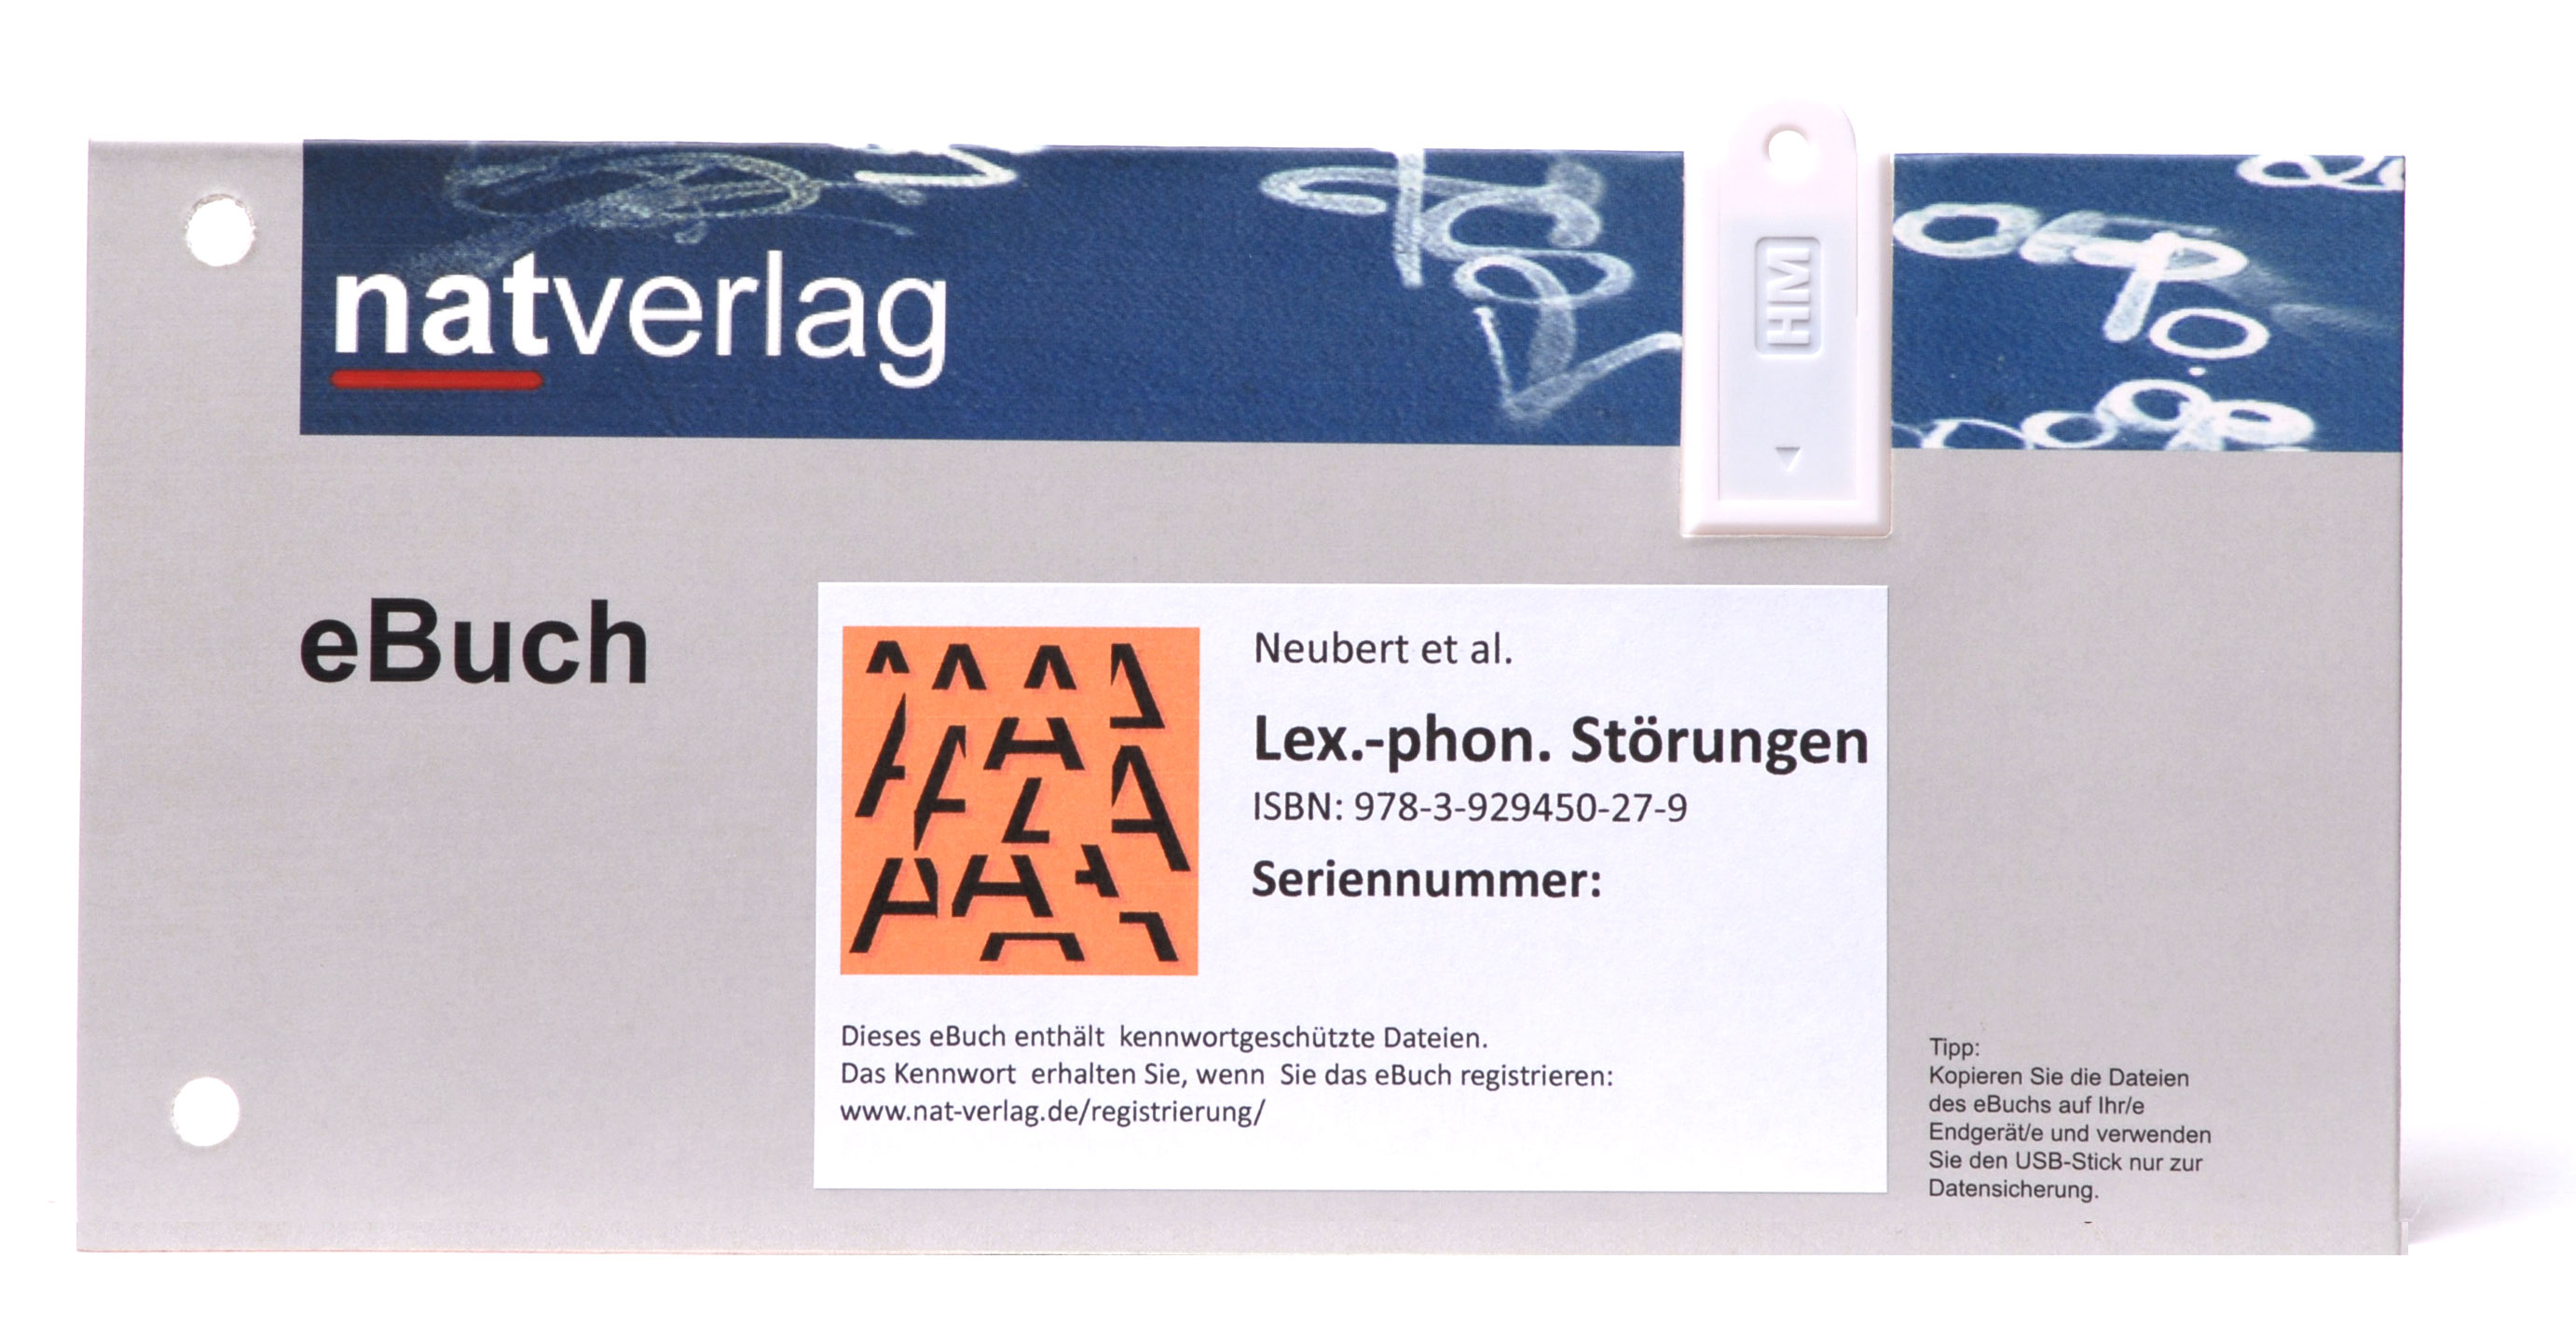 natverlag
HM
eBuch
Neubert et al.
Lex.-phon. Störungen
ISBN: 978-3-929450-27-9
Seriennummer:
Dieses eBuch enthält kennwortgeschützte Dateien.
Das Kennwort erhalten Sie, wenn Sie das eBuch registrieren:
www.nat-verlag.de/registrierung/
Tipp:
Kopieren Sie die Dateien
des eBuchs auf Ihr/e
Endgerät/e und verwenden
Sie den USB-Stick nur zur
Datensicherung.